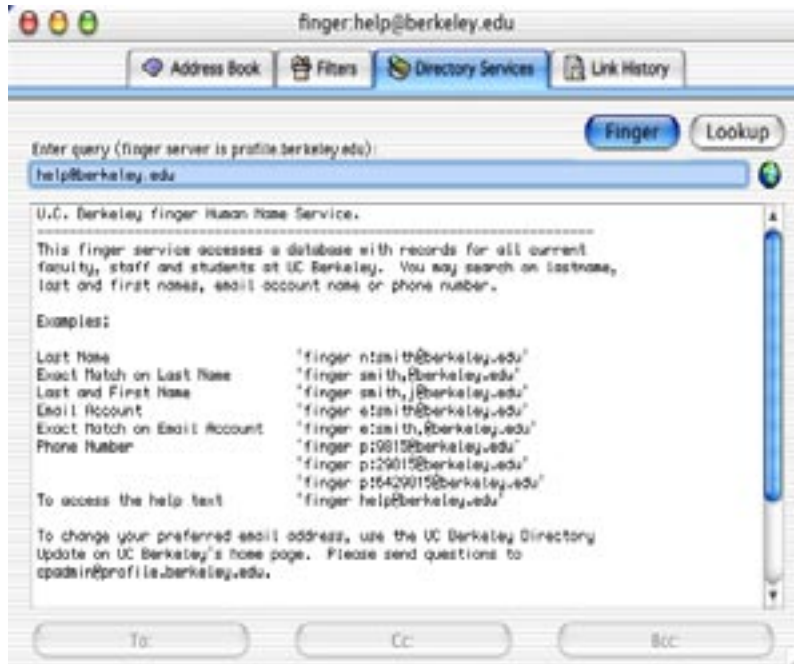 finger:help@berkeley.edu
Address Book Filters Directory Services Link History
Finger Lookup
Enter query (finger server is profile.berkeley.edu):
help@berkeley.edu
U.C. Berkeley finger Human Name Service.
--------------------------------------------------------------------------------
This finger service accesses a database with records for all current
faculty, staff and students at UC Berkeley. You may search on lastname,
last and first names, email account name or phone number.
Examples:
Last Name 'finger n:smith@berkeley.edu'
Exact Match on Last Name 'finger smith,@berkeley.edu'
Last and First Name 'finger smith,j@berkeley.edu'
Email Account 'finger e:smith@berkeley.edu'
Exact Match on Email Account 'finger e:smith,@berkeley.edu'
Phone Number 'finger p:9815@berkeley.edu'
'finger p:29815@berkeley.edu'
'finger p:6429815@berkeley.edu'
To access the help text 'finger help@berkeley.edu'
To change your preferred email address, use the UC Berkeley Directory
Update on UC Berkeley's home page. Please send questions to
cpadmin@profile.berkeley.edu.
To: Cc: Bcc: